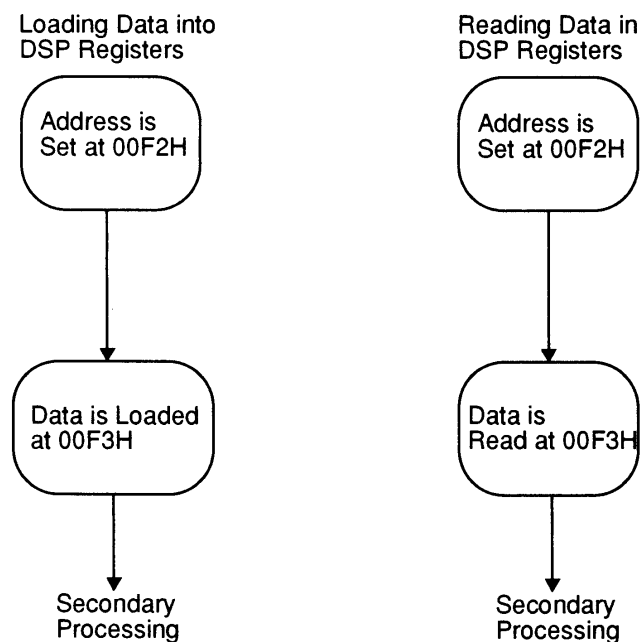 Loading Data into
DSP Registers
Address is
Set at 00F2H
Data is Loaded
at 00F3H
Secondary
Processing
Reading Data in
DSP Registers
Address is
Set at 00F2H
Data is
Read at 00F3H
Secondary
Processing